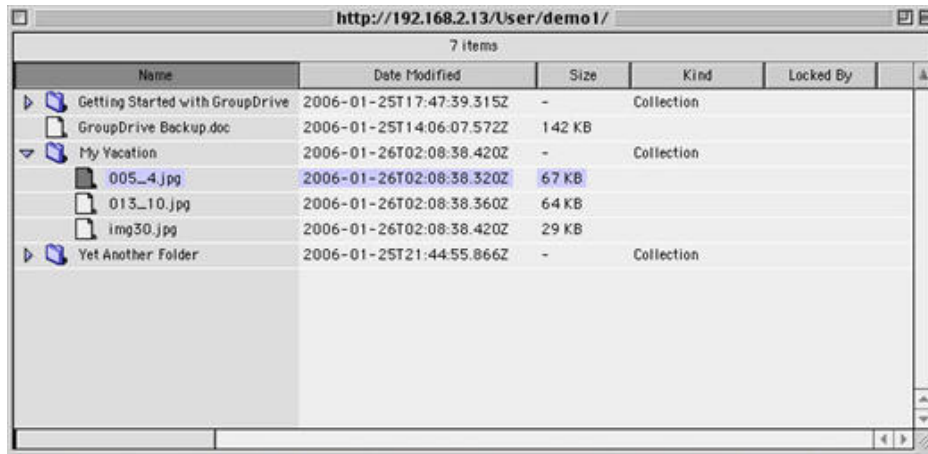 http://192.168.2.13/User/demo1/
7 items
Name Date Modified Size Kind Locked By
Getting Started with GroupDrive 2006-01-25T17:47:39.315Z - Collection
GroupDrive Backup.doc 2006-01-25T14:06:07.572Z 142 KB
My Vacation 2006-01-26T02:08:38.420Z - Collection
005_4.jpg 2006-01-26T02:08:38.320Z 67 KB
013_10.jpg 2006-01-26T02:08:38.360Z 64 KB
img30.jpg 2006-01-26T02:08:38.420Z 29 KB
Yet Another Folder 2006-01-25T21:44:55.866Z - Collection